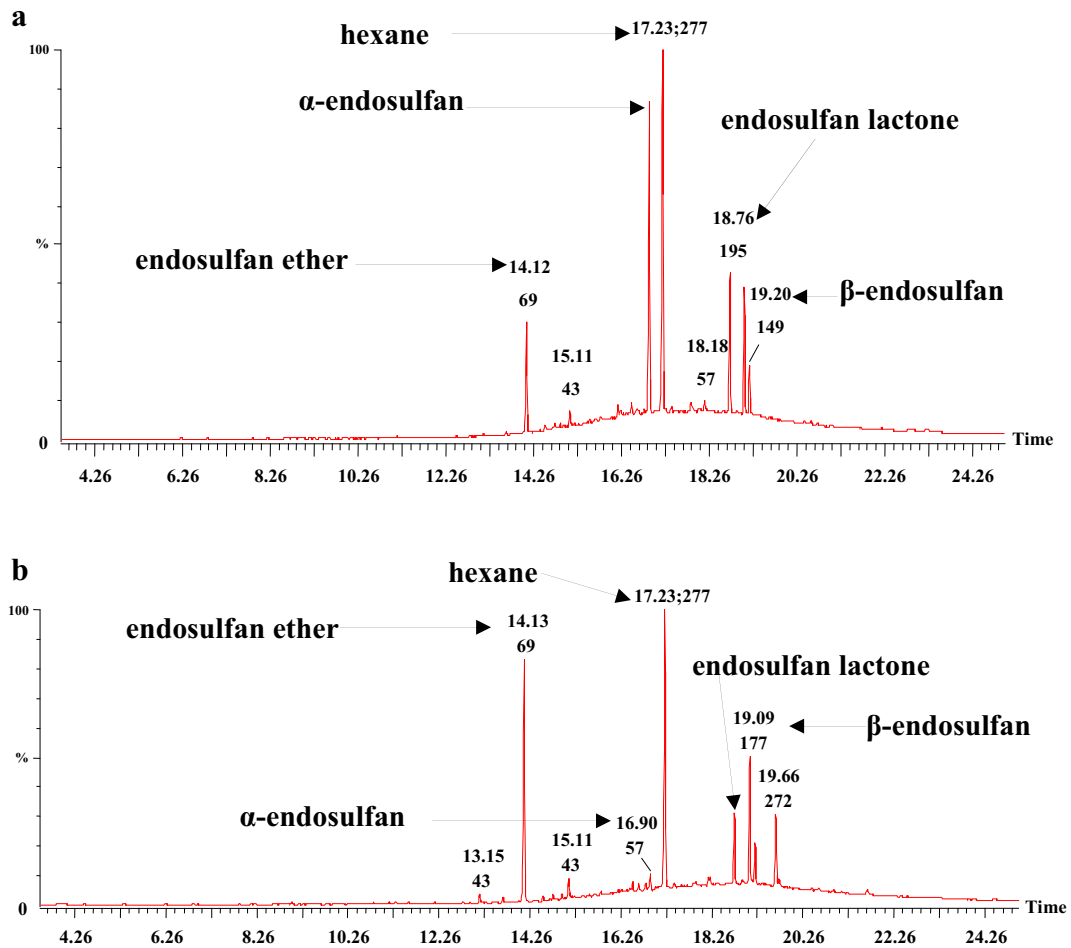 a
hexane
17.23;277
100
α-endosulfan
endosulfan lactone
%
endosulfan ether
14.12
69
15.11
43
18.18
57
18.76
195
19.20
149
β-endosulfan
0
Time
4.26 6.26 8.26 10.26 12.26 14.26 16.26 18.26 20.26 22.26 24.26
b
hexane
17.23;277
100
endosulfan ether
14.13
69
endosulfan lactone
19.09
177
β-endosulfan
%
19.66
272
α-endosulfan
16.90
57
13.15
43
15.11
43
0
Time
4.26 6.26 8.26 10.26 12.26 14.26 16.26 18.26 20.26 22.26 24.26